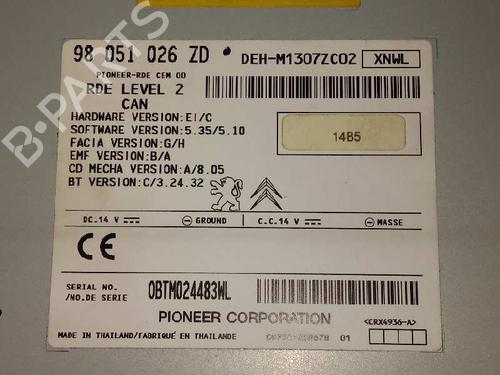 98 051 026 ZD
DEH-M1307ZC02
XNWL
PIONEER-RDE CEM 00
RDE LEVEL 2
CAN
HARDWARE VERSION:EI/C
SOFTWARE VERSION:5.35/5.10
FACIA VERSION:G/H
EMF VERSION:B/A
CD MECHA VERSION:A/8.05
BT VERSION:C/3.24.32
14B5
DC.14 V
GROUND
C.C.14 V
MASSE
CE
SERIAL NO.
/NO.DE SERIE
0BTM024483WL
PIONEER CORPORATION
<CRX4936-A>
MADE IN THAILAND/FABRIQUÉ EN THAILANDE
01
B-PARTS